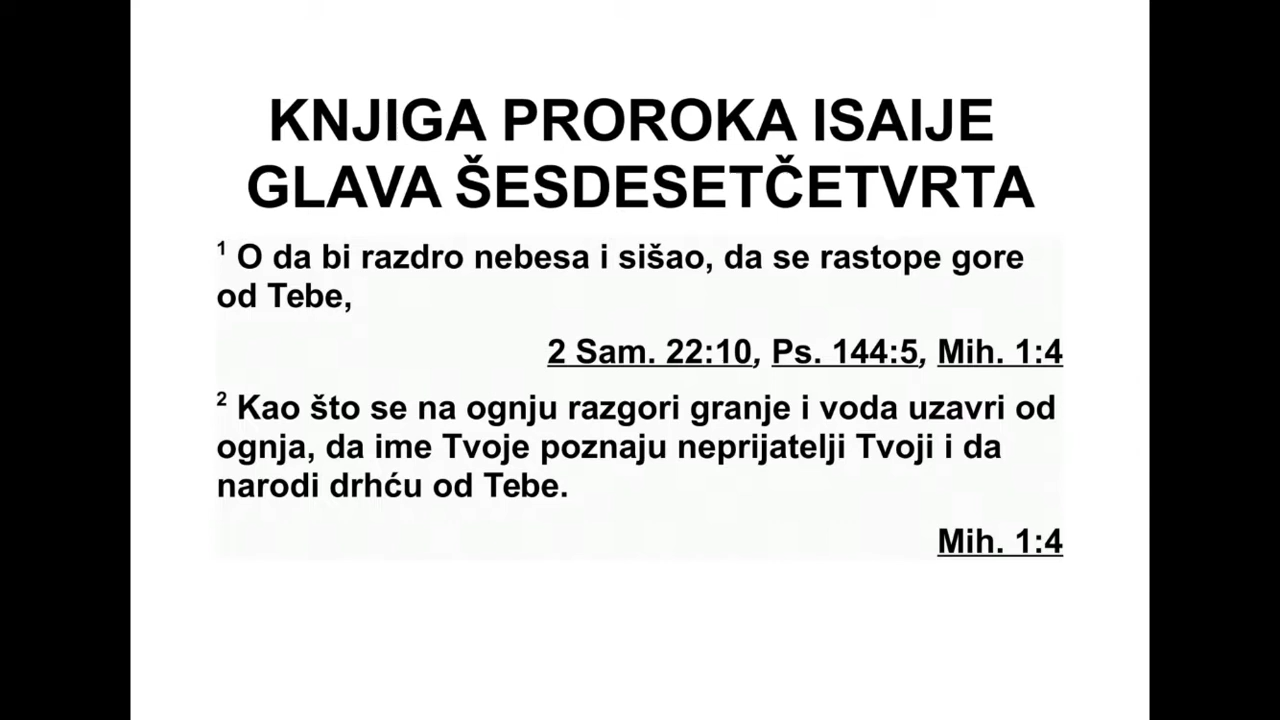 KNJIGA PROROKA ISAIJE
GLAVA ŠESDESETČETVRTA
1 O da bi razdro nebesa i sišao, da se rastope gore
od Tebe,
2 Sam. 22:10, Ps. 144:5, Mih. 1:4
2 Kao što se na ognju razgori granje i voda uzavri od
ognja, da ime Tvoje poznaju neprijatelji Tvoji i da
narodi drhću od Tebe.
Mih. 1:4